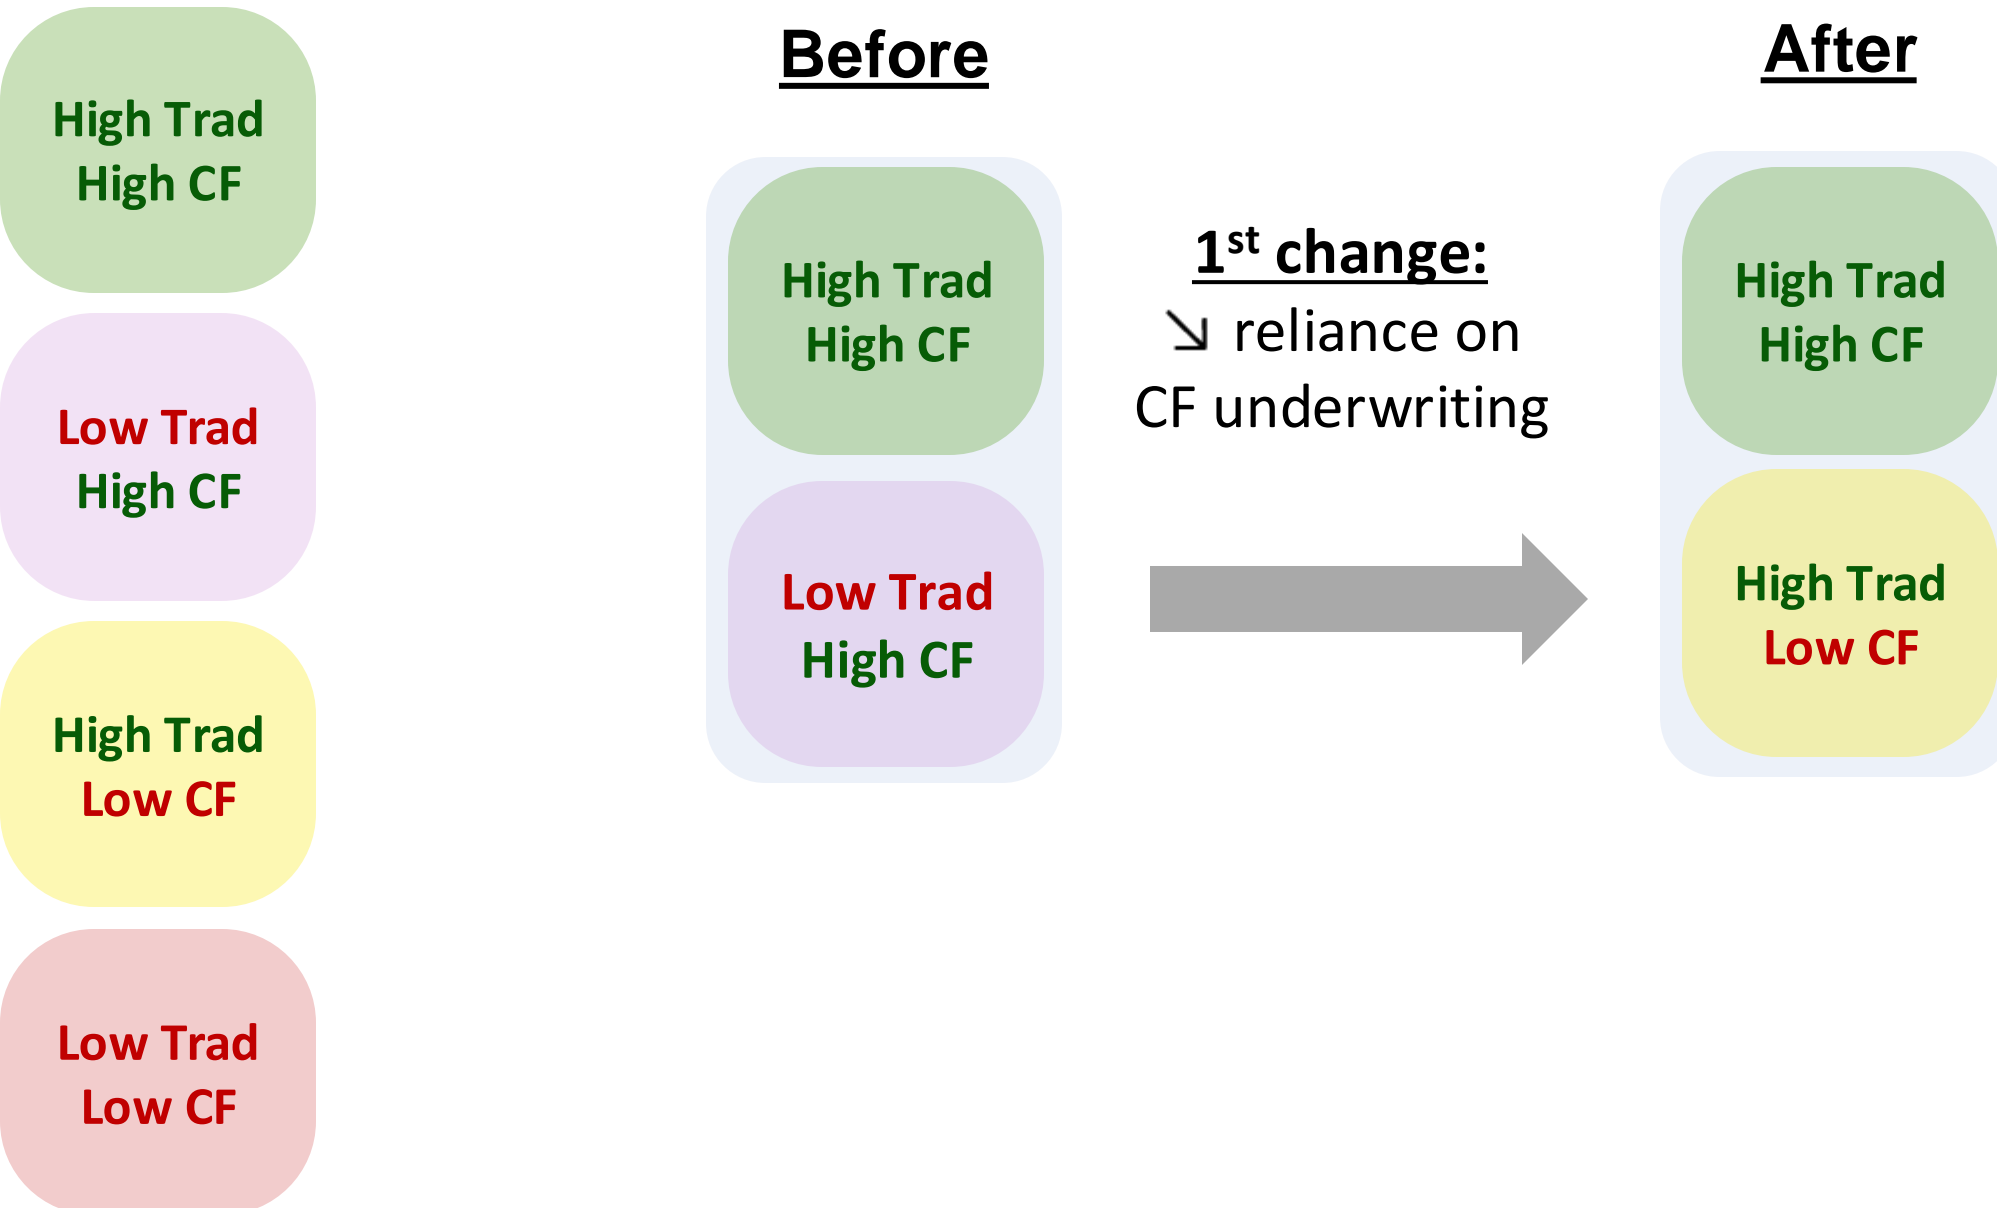 High Trad
High CF
Low Trad
High CF
High Trad
Low CF
Low Trad
Low CF
Before
High Trad
High CF
Low Trad
High CF
1st change:
↘ reliance on
CF underwriting
After
High Trad
High CF
High Trad
Low CF